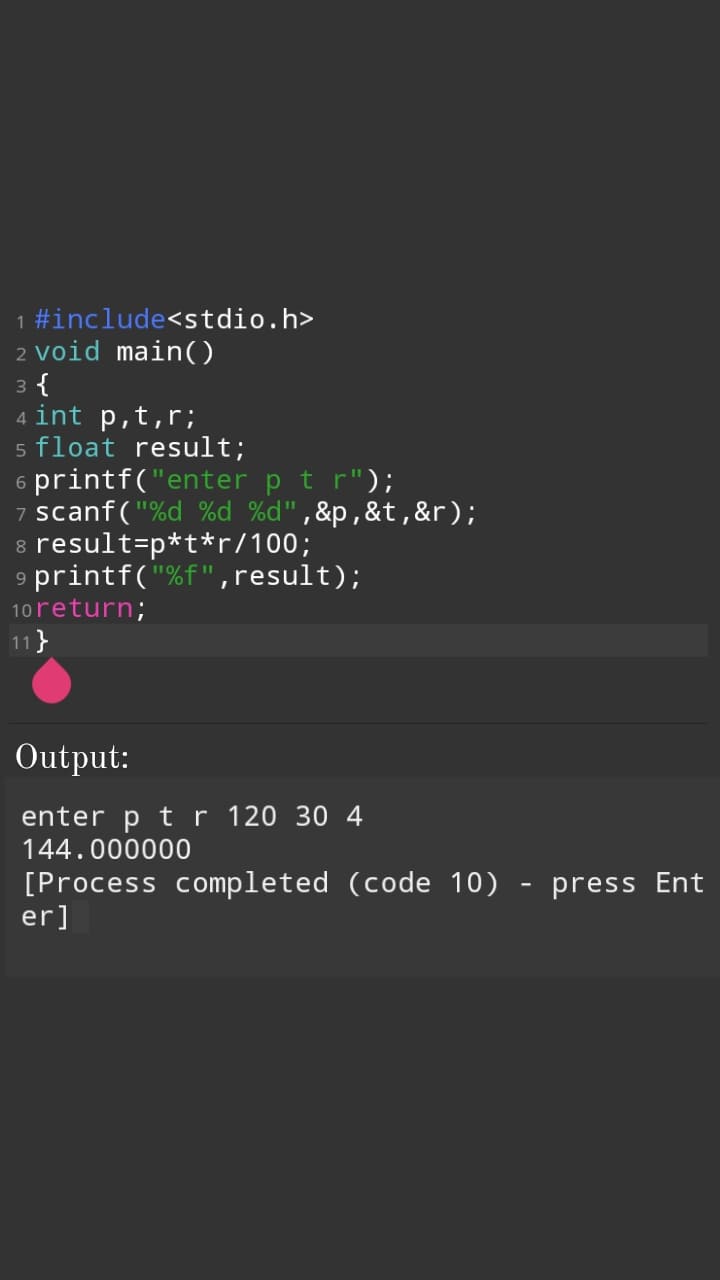 1 #include<stdio.h>
2 void main()
3 {
4 int p,t,r;
5 float result;
6 printf("enter p t r");
7 scanf("%d %d %d",&p,&t,&r);
8 result=p*t*r/100;
9 printf("%f",result);
10 return;
11 }
Output:
enter p t r 120 30 4
144.000000
[Process completed (code 10) - press Ent
er]